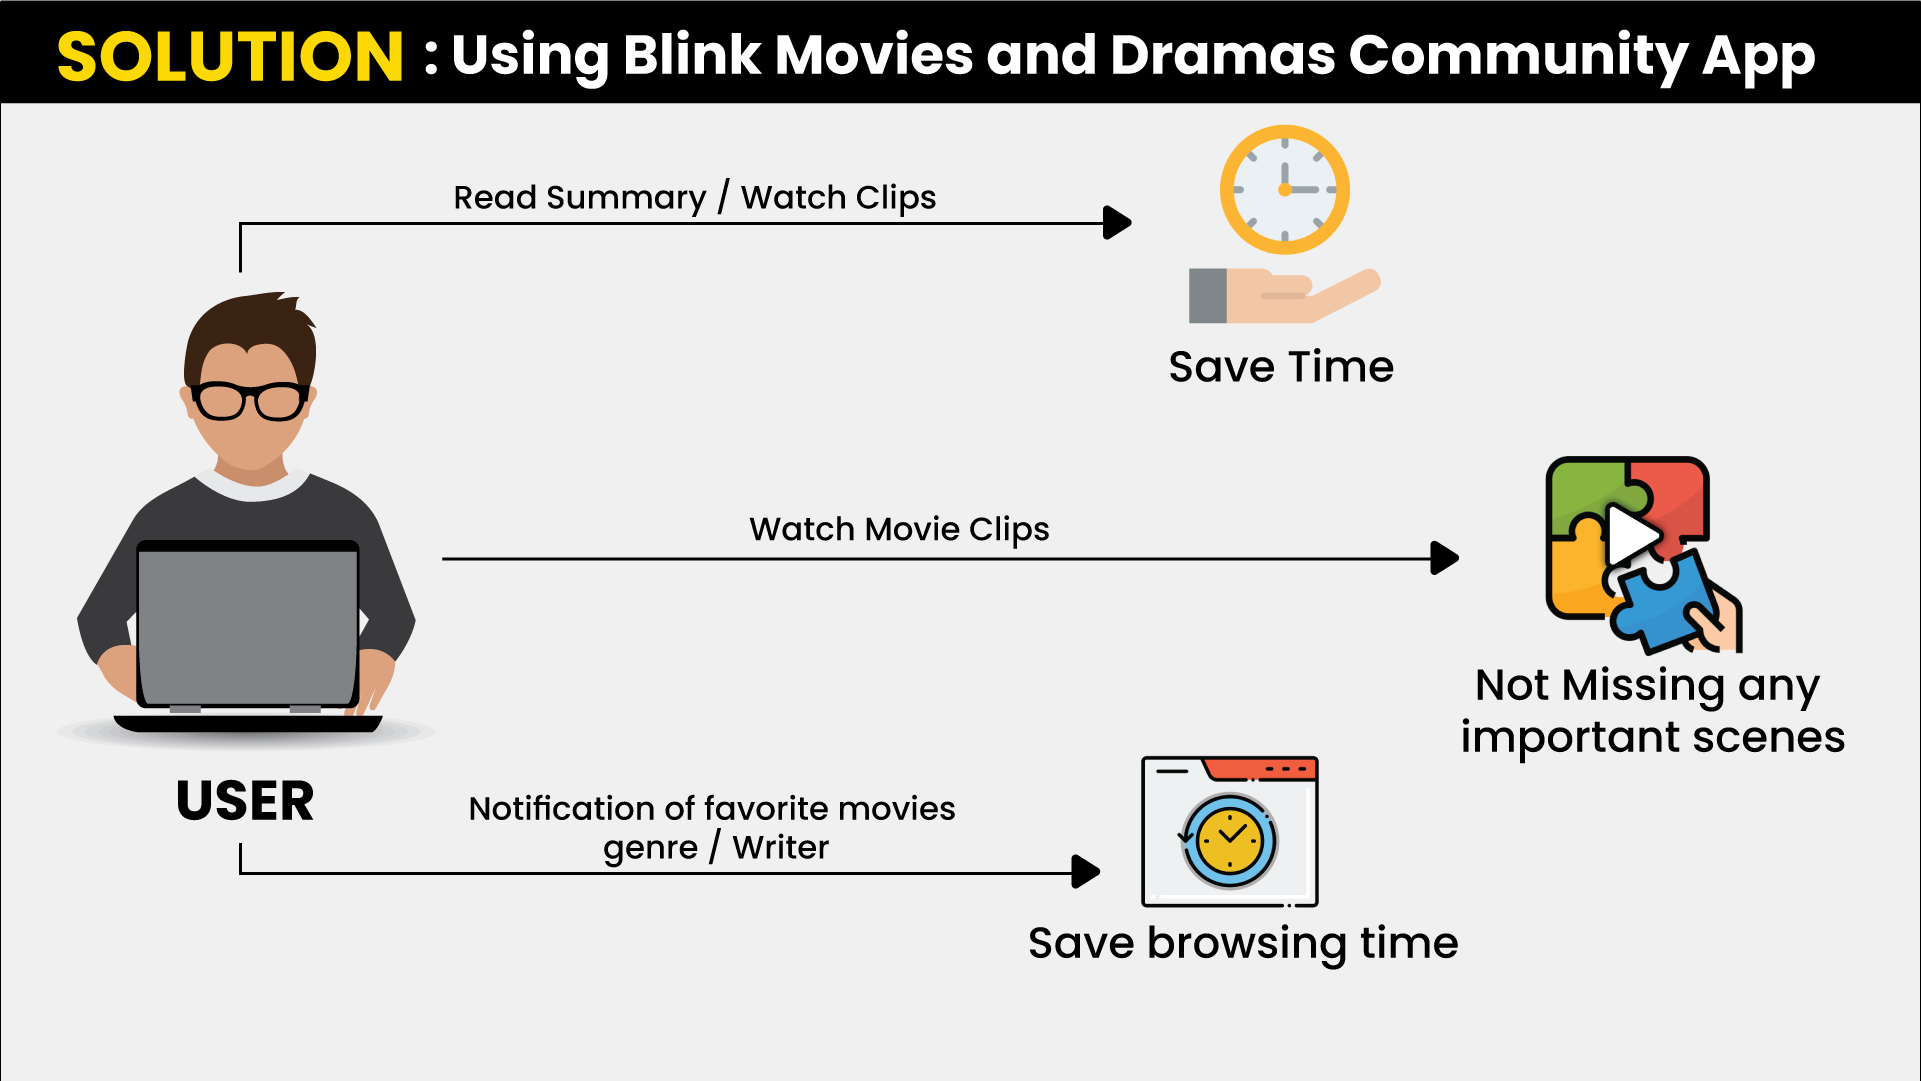 SOLUTION : Using Blink Movies and Dramas Community App
Read Summary / Watch Clips
Save Time
Watch Movie Clips
Not Missing any
important scenes
USER
Notification of favorite movies
genre / Writer
Save browsing time